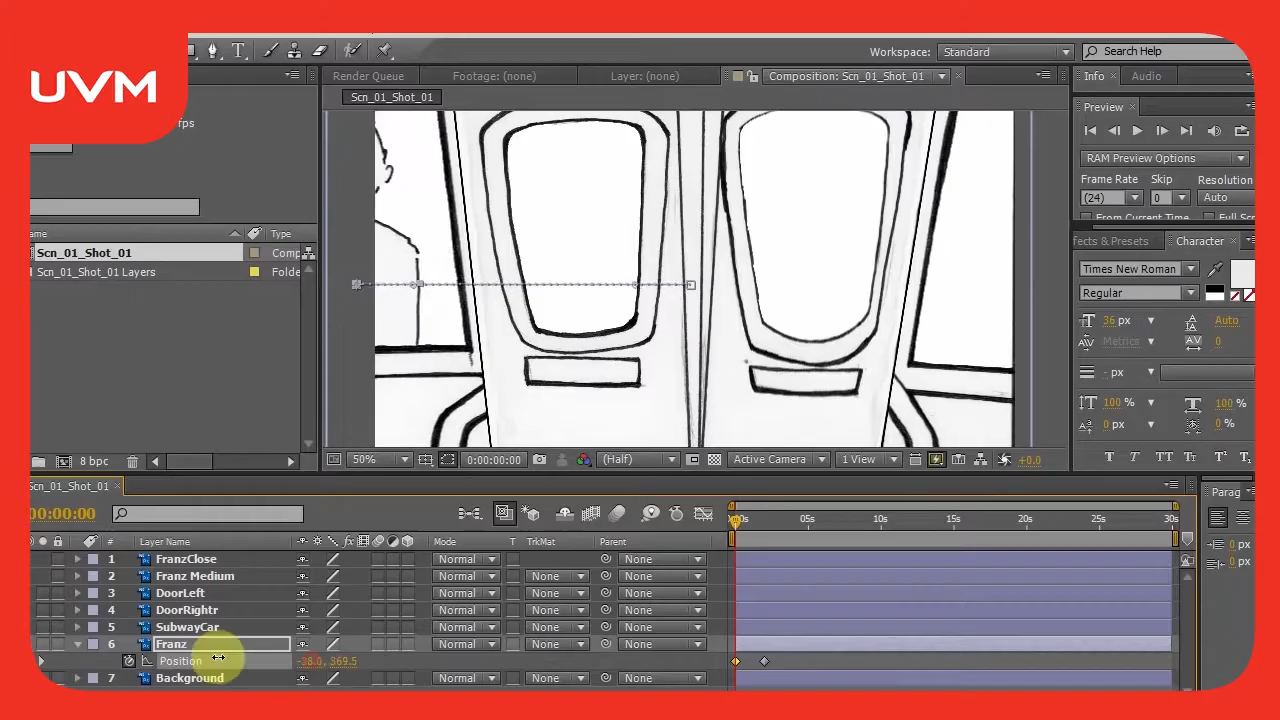 UVM
T
Workspace: Standard
Search Help
Render Queue
Footage: (none)
Layer: (none)
Composition: Scn_01_Shot_01
Info
Audio
Scn_01_Shot_01
fps
Preview
RAM Preview Options
Frame Rate
Skip
Resolution
(24)
0
Auto
From Current Time
Full Scr
ffects & Presets
Character
ame
Type
Scn_01_Shot_01
Comp
Scn_01_Shot_01 Layers
Folde
Times New Roman
Regular
36 px
Auto
Metrics
0
- px
100 %
100 %
0 px
0 %
T T TT Tt T¹ T
8 bpc
50%
0:00:00:00
(Half)
Active Camera
1 View
+0.0
Scn_01_Shot_01
Parag
00:00:00
00s
05s
10s
15s
20s
25s
30s
#
Layer Name
fx
Mode
T
TrkMat
Parent
1 FranzClose Normal None
2 Franz Medium Normal None None
3 DoorLeft Normal None None
4 DoorRightr Normal None None
5 SubwayCar Normal None None
6 Franz Normal None None
Position -38.0, 369.5
7 Background Normal None None
0 px
0 px